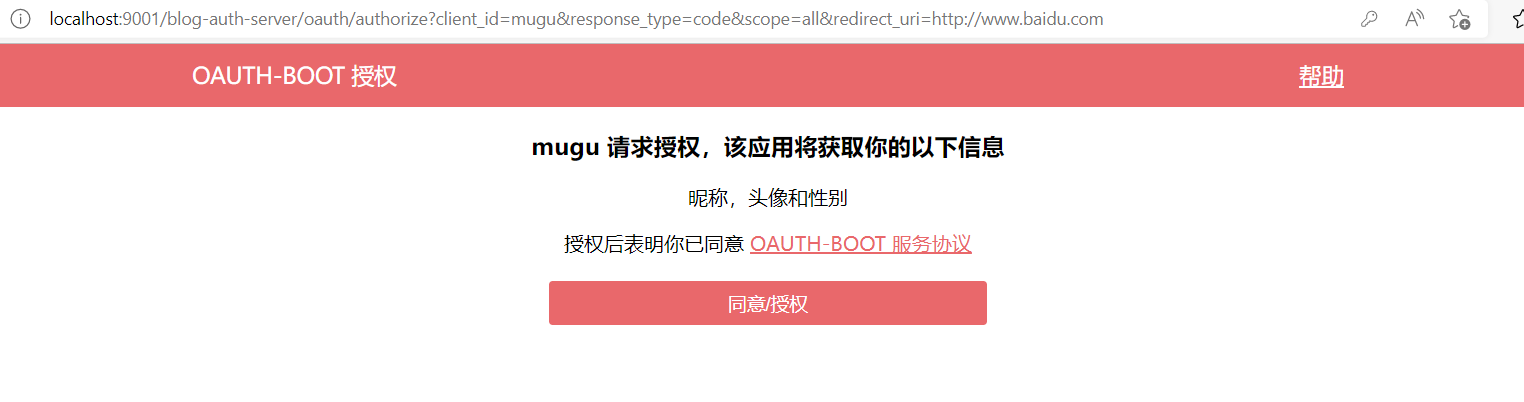 localhost:9001/blog-auth-server/oauth/authorize?client_id=mugu&response_type=code&scope=all&redirect_uri=http://www.baidu.com
OAUTH-BOOT 授权 帮助
mugu 请求授权，该应用将获取你的以下信息
昵称，头像和性别
授权后表明你已同意 OAUTH-BOOT 服务协议
同意/授权